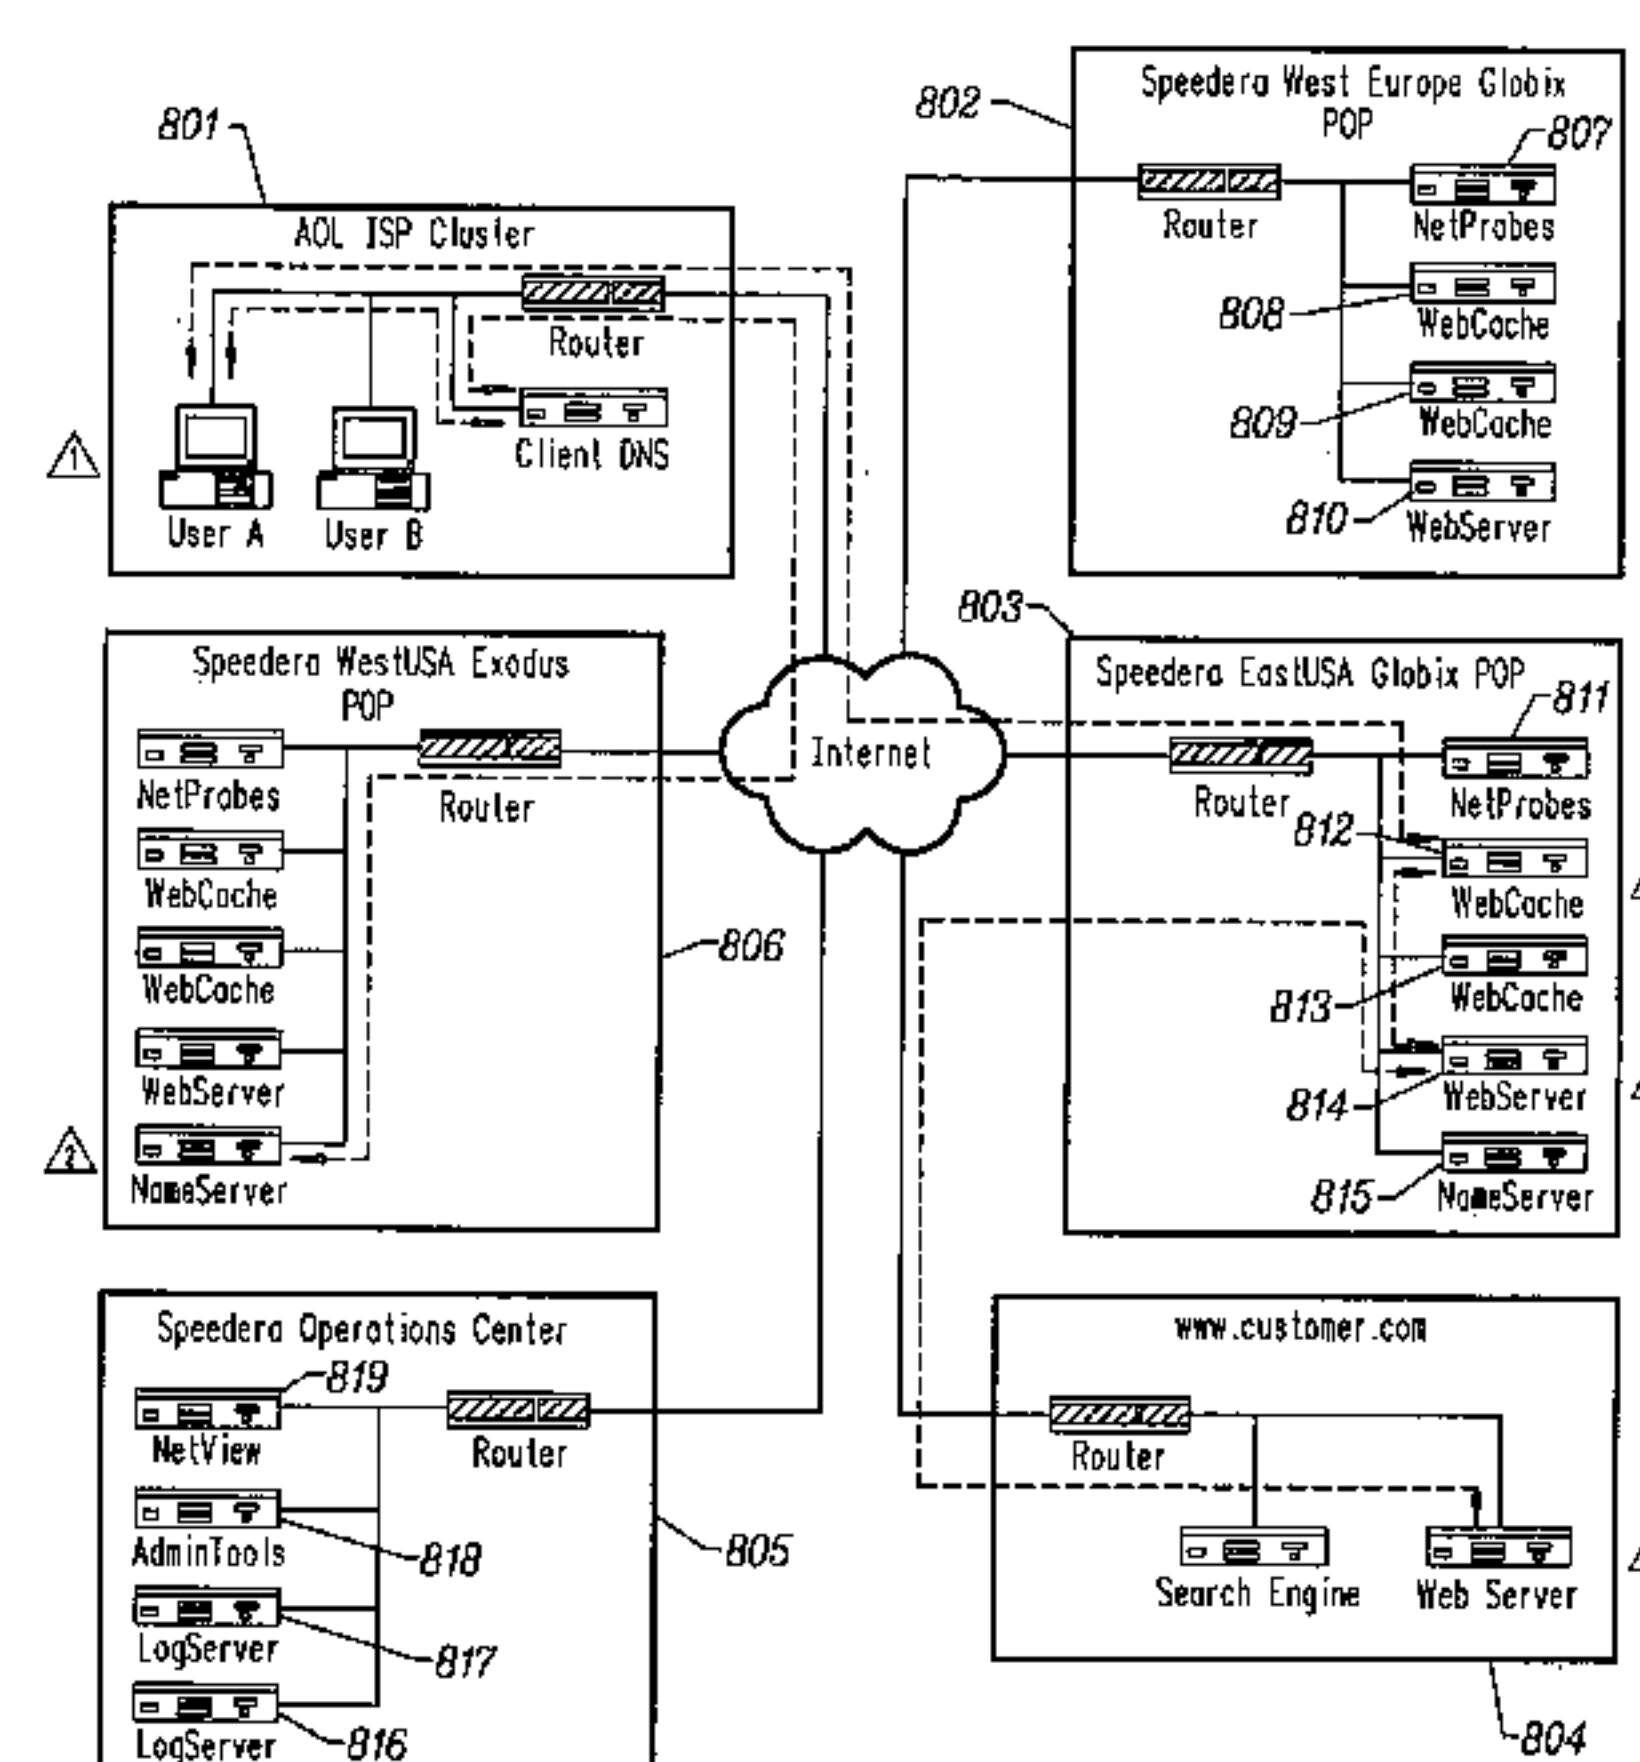 801
AOL ISP Cluster
Router
Client DNS
1
User A
User B
802
Speedera West Europe Globix
POP
807
Router
NetProbes
808
WebCache
809
WebCache
810
WebServer
Speedera WestUSA Exodus
POP
NetProbes
Router
WebCache
WebCache
806
WebServer
2
NameServer
Internet
803
Speedera EastUSA Globix POP
811
Router
NetProbes
812
WebCache
813
WebCache
814
WebServer
815
NameServer
Speedera Operations Center
819
NetView
Router
AdminTools
818
805
LogServer
817
LogServer
816
www.customer.com
Router
Search Engine
Web Server
804